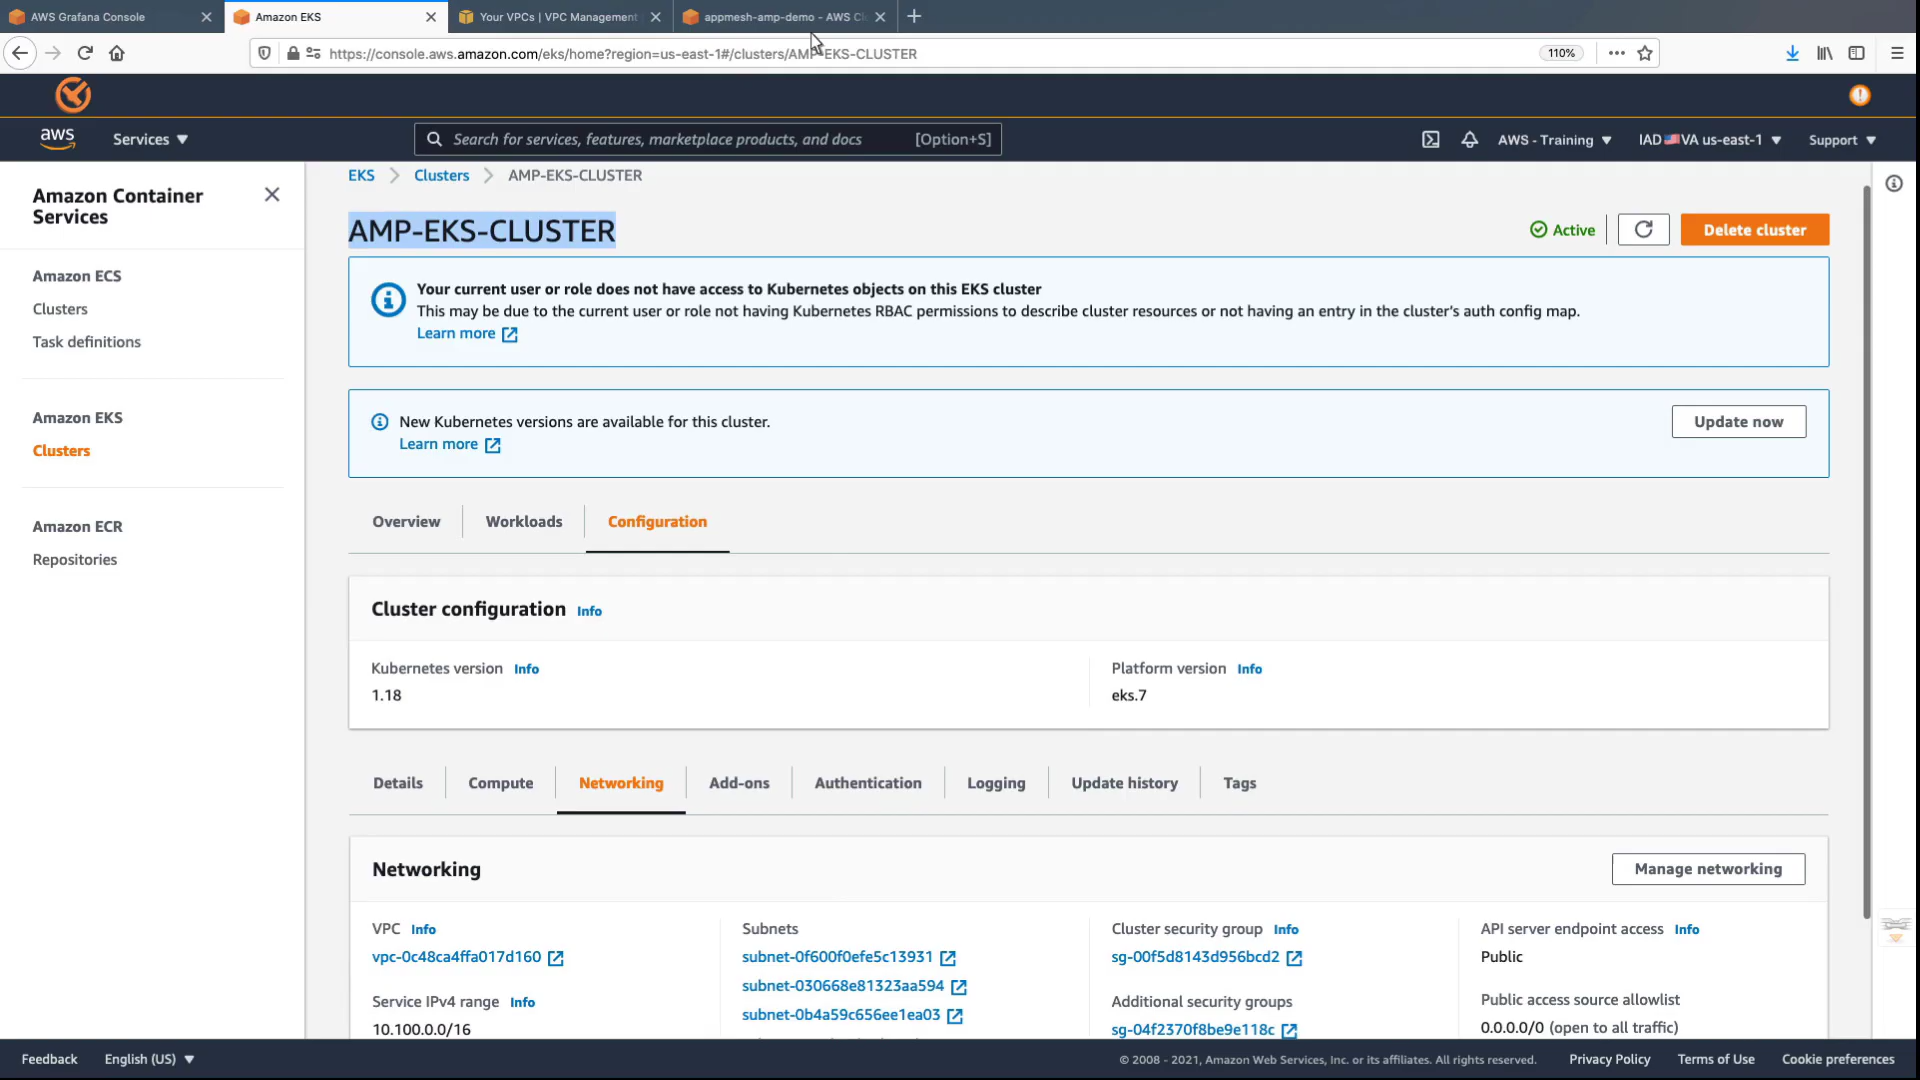 AWS Grafana Console
Amazon EKS
Your VPCs | VPC Management
appmesh-amp-demo - AWS Cl
https://console.aws.amazon.com/eks/home?region=us-east-1#/clusters/AMP-EKS-CLUSTER
110%
aws
Services
Search for services, features, marketplace products, and docs
[Option+S]
AWS - Training
IAD VA us-east-1
Support
Amazon Container
Services
Amazon ECS
Clusters
Task definitions
Amazon EKS
Clusters
Amazon ECR
Repositories
EKS
Clusters
AMP-EKS-CLUSTER
AMP-EKS-CLUSTER
Active
Delete cluster
Your current user or role does not have access to Kubernetes objects on this EKS cluster
This may be due to the current user or role not having Kubernetes RBAC permissions to describe cluster resources or not having an entry in the cluster's auth config map.
Learn more
New Kubernetes versions are available for this cluster.
Learn more
Update now
Overview
Workloads
Configuration
Cluster configuration Info
Kubernetes version Info
1.18
Platform version Info
eks.7
Details
Compute
Networking
Add-ons
Authentication
Logging
Update history
Tags
Networking
Manage networking
VPC Info
vpc-0c48ca4ffa017d160
Service IPv4 range Info
10.100.0.0/16
Subnets
subnet-0f600f0efe5c13931
subnet-030668e81323aa594
subnet-0b4a59c656ee1ea03
Cluster security group Info
sg-00f5d8143d956bcd2
Additional security groups
sg-04f2370f8be9e118c
API server endpoint access Info
Public
Public access source allowlist
0.0.0.0/0 (open to all traffic)
Feedback
English (US)
© 2008 - 2021, Amazon Web Services, Inc. or its affiliates. All rights reserved.
Privacy Policy
Terms of Use
Cookie preferences